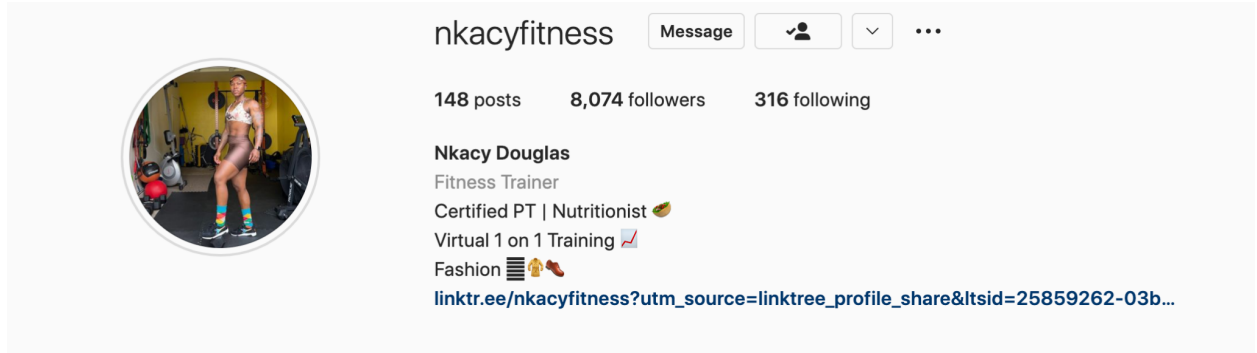 nkacyfitness Message
148 posts 8,074 followers 316 following
Nkacy Douglas
Fitness Trainer
Certified PT | Nutritionist 🥙
Virtual 1 on 1 Training 📈
Fashion 𝄛🧥👞
linktr.ee/nkacyfitness?utm_source=linktree_profile_share&ltsid=25859262-03b...